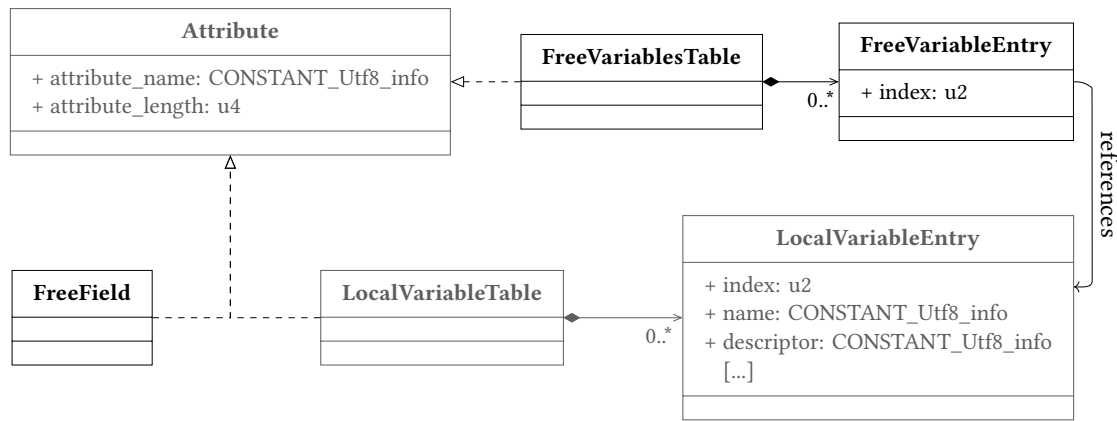 Attribute
+ attribute_name: CONSTANT_Utf8_info
+ attribute_length: u4
FreeVariablesTable
0..*
FreeVariableEntry
+ index: u2
references
FreeField
LocalVariableTable
0..*
LocalVariableEntry
+ index: u2
+ name: CONSTANT_Utf8_info
+ descriptor: CONSTANT_Utf8_info
[...]